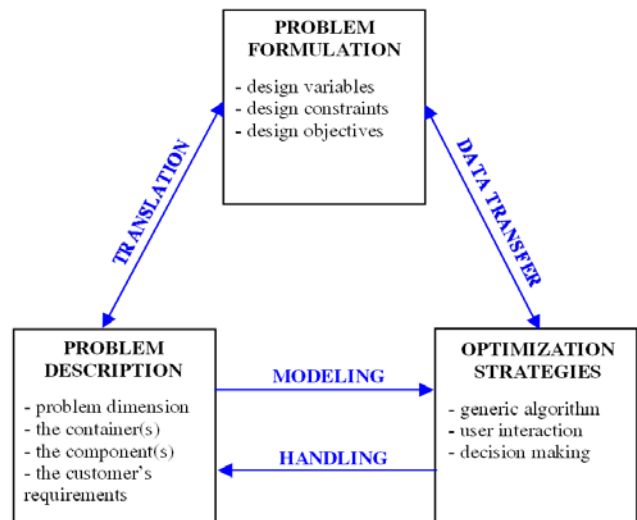 PROBLEM
FORMULATION
- design variables
- design constraints
- design objectives
TRANSLATION
DATA TRANSFER
PROBLEM
DESCRIPTION
- problem dimension
- the container(s)
- the component(s)
- the customer's
requirements
MODELING
HANDLING
OPTIMIZATION
STRATEGIES
- generic algorithm
- user interaction
- decision making